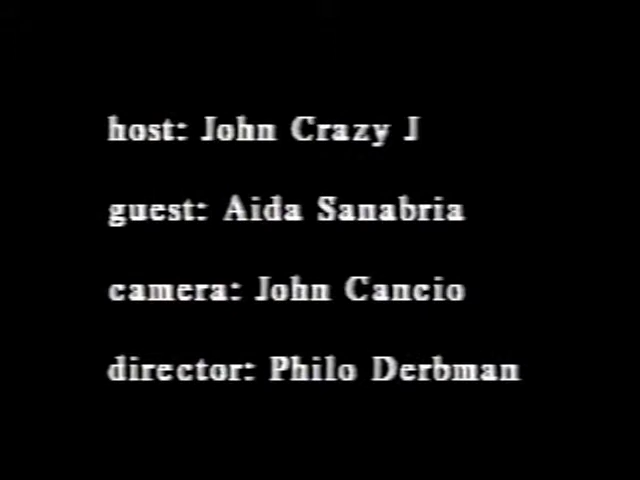 host: John Crazy J
guest: Aida Sanabria
camera: John Cancio
director: Philo Derbman